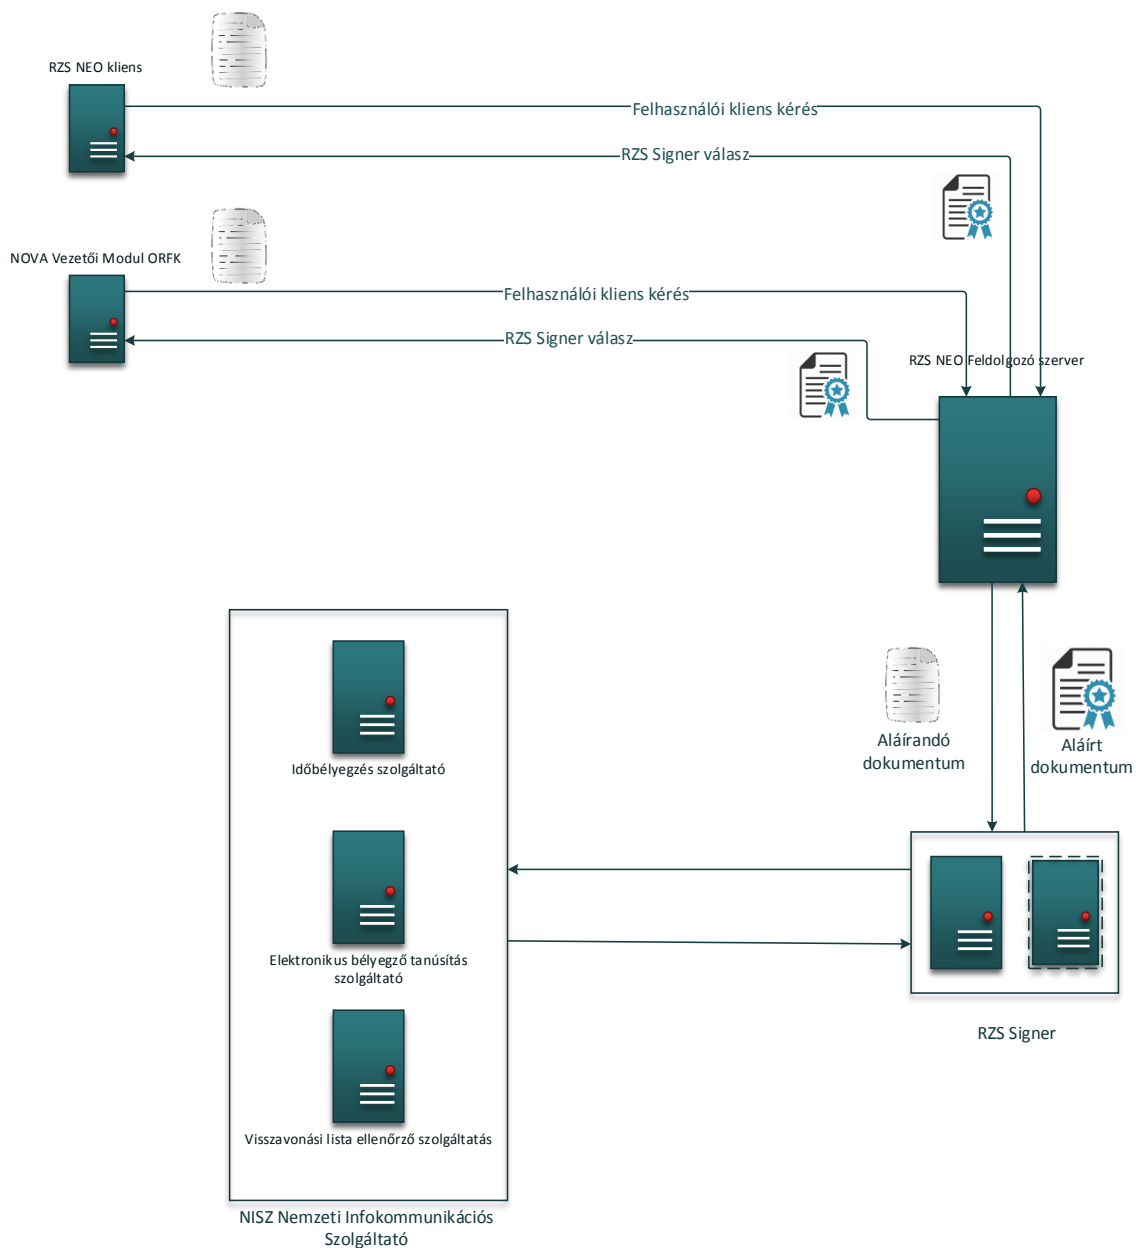 RZS NEO kliens
Felhasználói kliens kérés
RZS Signer válasz
NOVA Vezetői Modul ORFK
Felhasználói kliens kérés
RZS Signer válasz
RZS NEO Feldolgozó szerver
Aláírandó
dokumentum
Aláírt
dokumentum
Időbélyegzés szolgáltató
Elektronikus bélyegző tanúsítás
szolgáltató
Visszavonási lista ellenőrző szolgáltatás
RZS Signer
NISZ Nemzeti Infokommunikációs
Szolgáltató